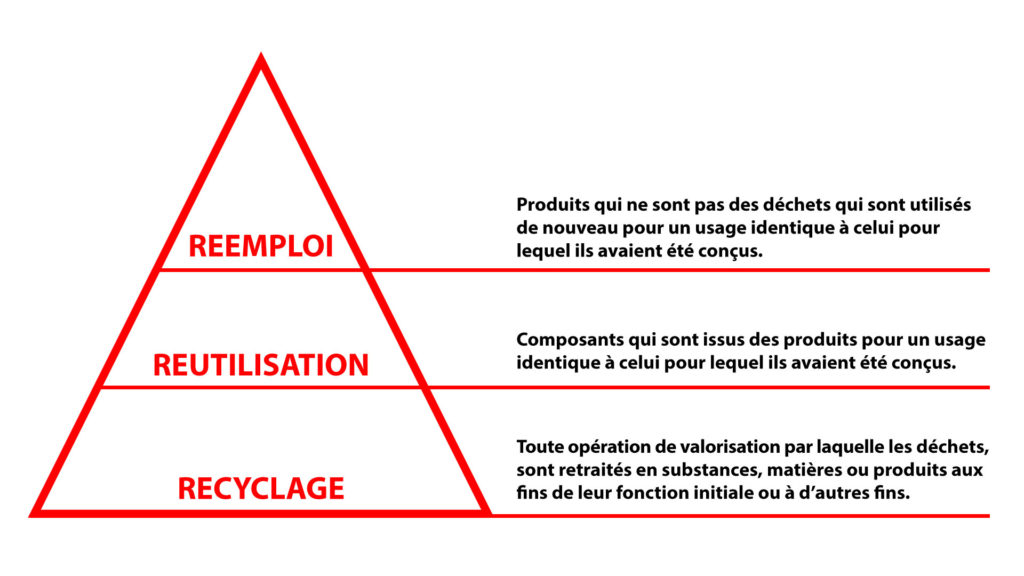 REEMPLOI
Produits qui ne sont pas des déchets qui sont utilisés
de nouveau pour un usage identique à celui pour
lequel ils avaient été conçus.
REUTILISATION
Composants qui sont issus des produits pour un usage
identique à celui pour lequel ils avaient été conçus.
RECYCLAGE
Toute opération de valorisation par laquelle les déchets,
sont retraités en substances, matières ou produits aux
fins de leur fonction initiale ou à d’autres fins.